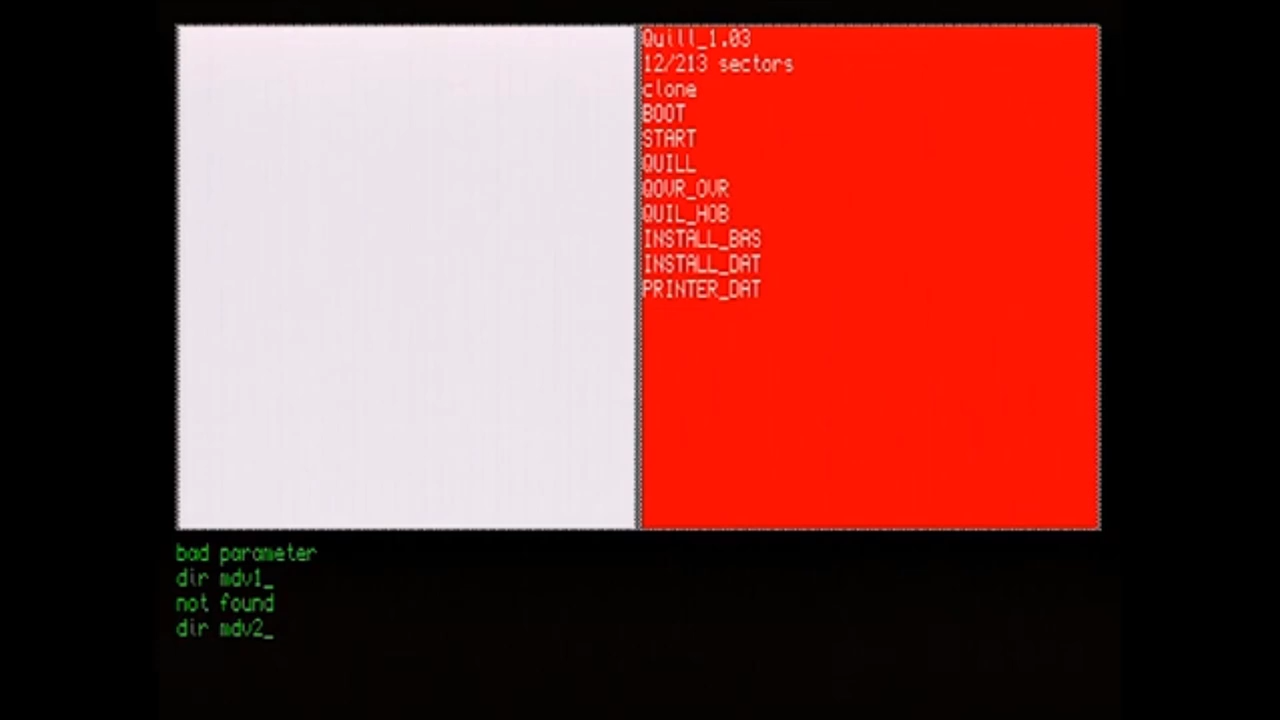 Quill_1.03
12/213 sectors
clone
BOOT
START
QUILL
QOVR_OVR
QUIL_HOB
INSTALL_BAS
INSTALL_DAT
PRINTER_DAT
bad parameter
dir mdv1_
not found
dir mdv2_